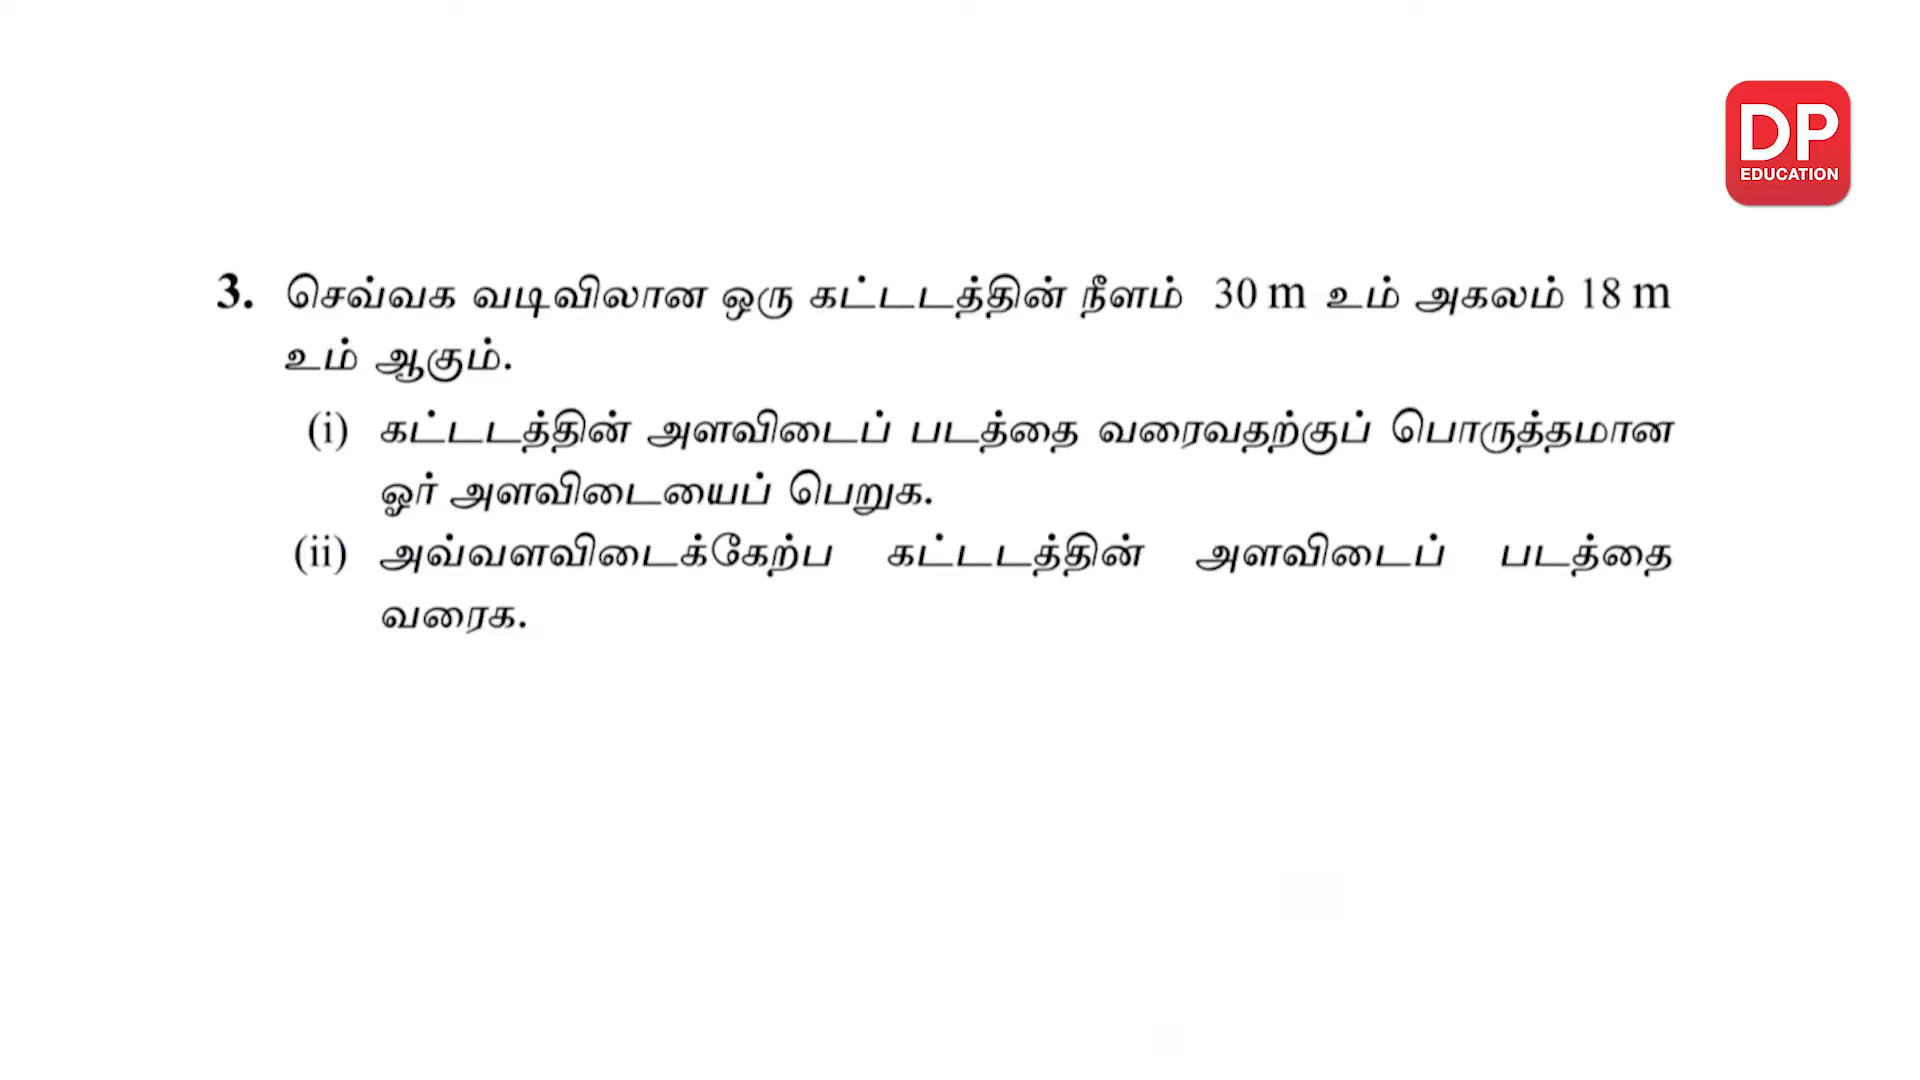 DP
EDUCATION
3. செவ்வக வடிவிலான ஒரு கட்டடத்தின் நீளம் 30 m உம் அகலம் 18 m
உம் ஆகும்.
(i) கட்டடத்தின் அளவிடைப் படத்தை வரைவதற்குப் பொருத்தமான
ஓர் அளவிடையைப் பெறுக.
(ii) அவ்வளவிடைக்கேற்ப கட்டடத்தின் அளவிடைப் படத்தை
வரைக.